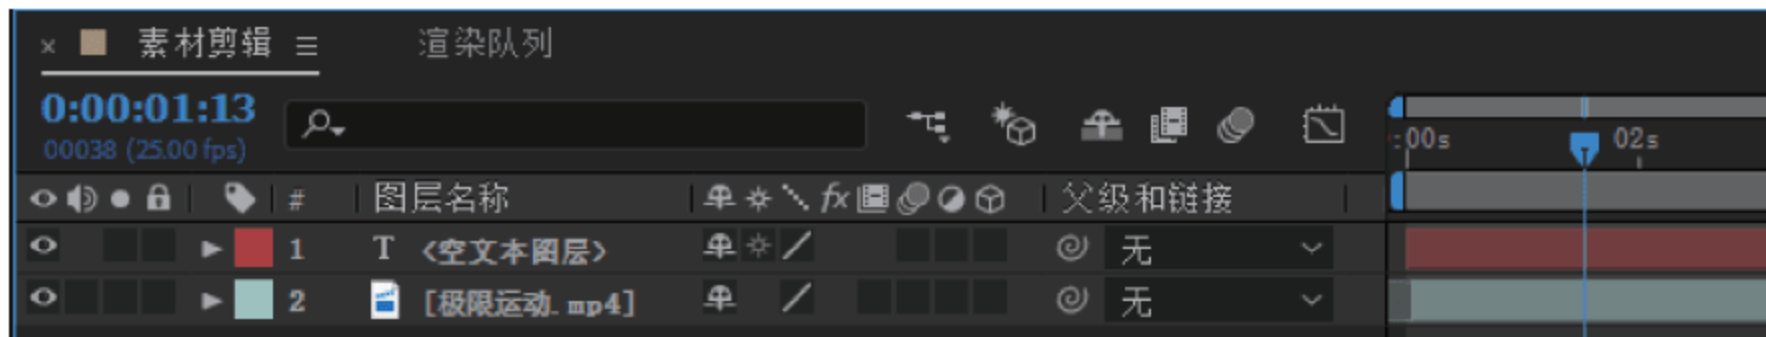 × 素材剪辑 ☰ 渲染队列
0:00:01:13
00038 (25.00 fps)
:00s 02s
# 图层名称 fx 父级和链接
1 T <空文本图层> 无
2 [极限运动.mp4] 无